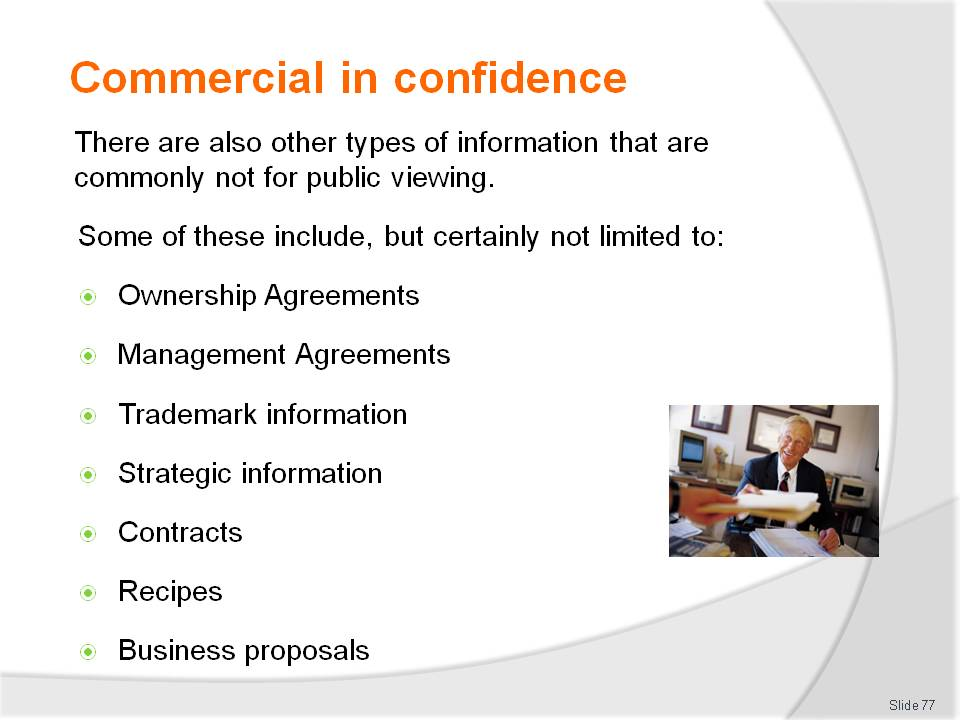 Commercial in confidence
There are also other types of information that are
commonly not for public viewing.
Some of these include, but certainly not limited to:
Ownership Agreements
Management Agreements
Trademark information
Strategic information
Contracts
Recipes
Business proposals
Slide 77